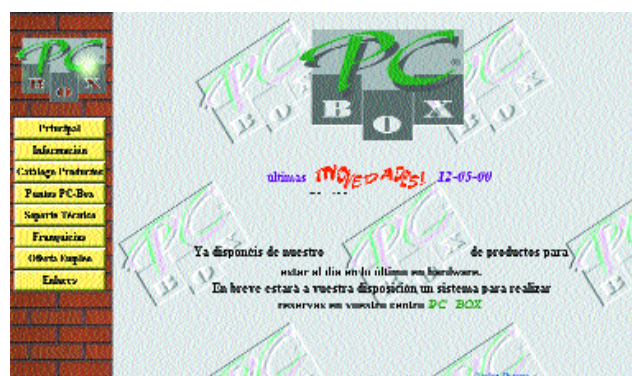 PC
BOX
Principal
Información
Catálogo Productos
Puntos PC-Box
Soporte Técnico
Franquicias
Oferta Empleo
Enlaces
PC
BOX
ultimas ¡NOVEDADES! 12-05-00
Ya disponéis de nuestro de productos para
estar al día en lo último en hardware.
En breve estará a vuestra disposición un sistema para realizar
reservas en vuestro centro PC BOX